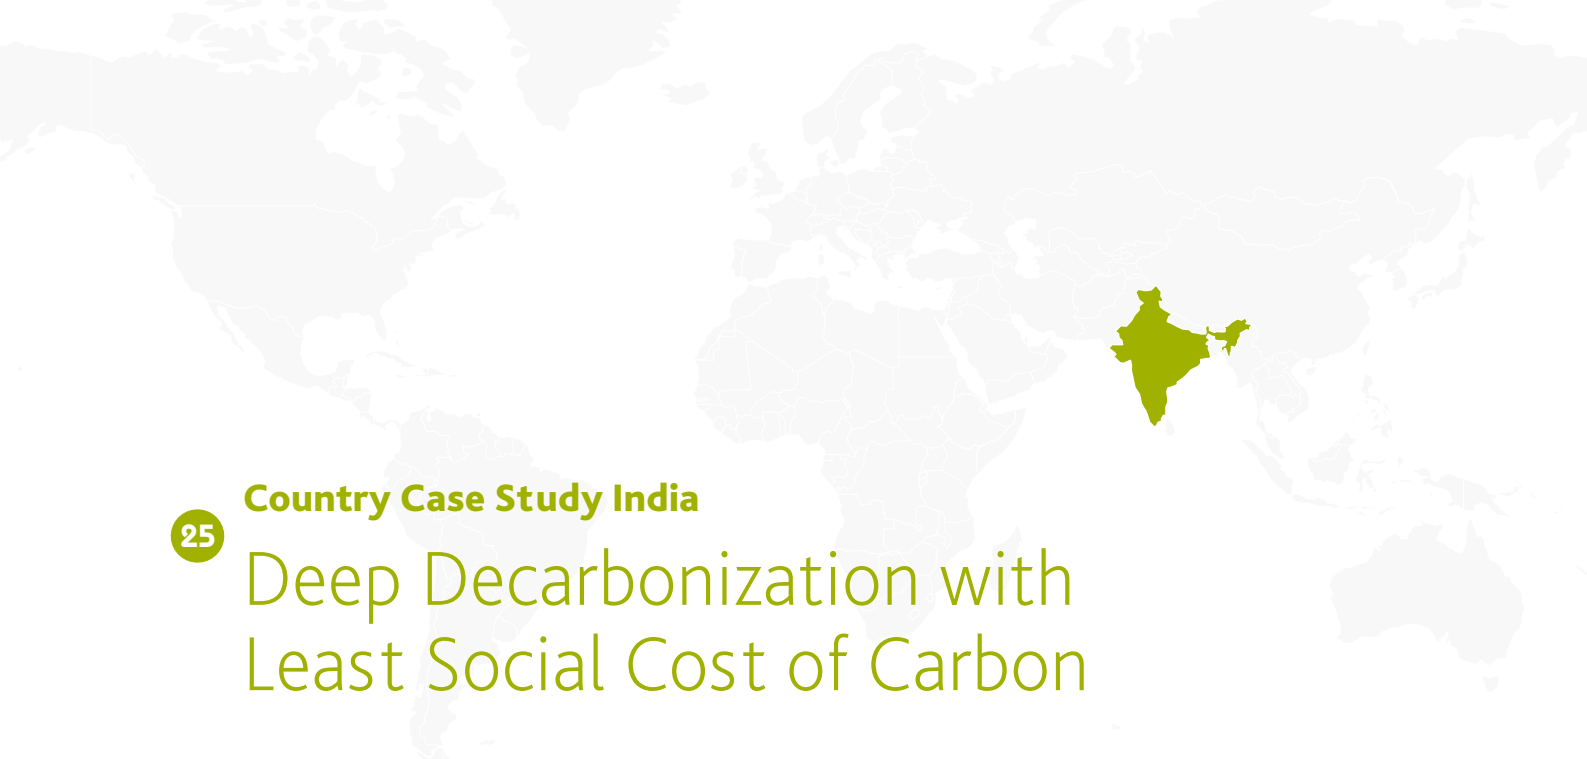 Country Case Study India
25
Deep Decarbonization with
Least Social Cost of Carbon